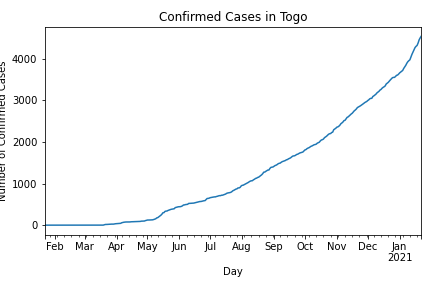 Confirmed Cases in Togo
Number of Confirmed Cases
4000
3000
2000
1000
0
Feb Mar Apr May Jun Jul Aug Sep Oct Nov Dec Jan
2021
Day